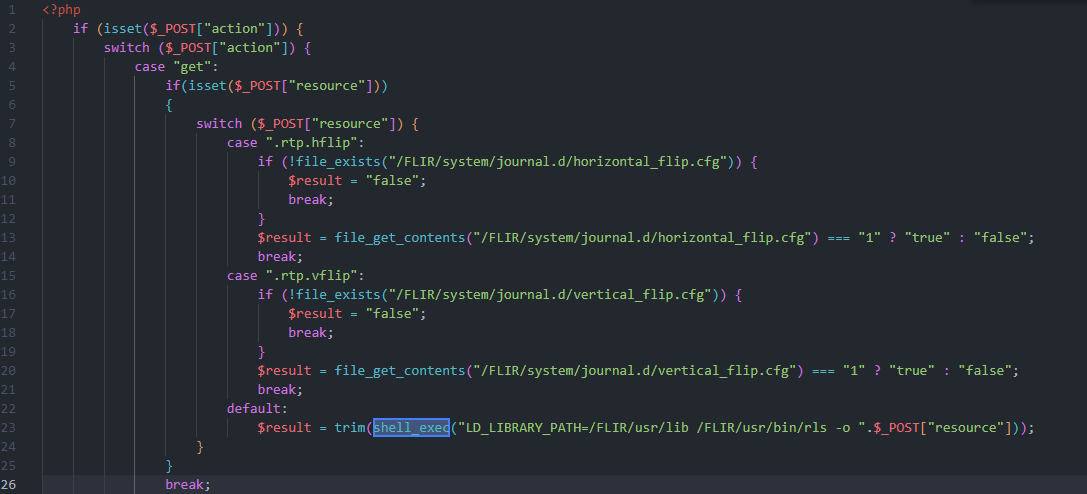 1 <?php
2 if (isset($_POST["action"])) {
3 switch ($_POST["action"]) {
4 case "get":
5 if(isset($_POST["resource"]))
6 {
7 switch ($_POST["resource"]) {
8 case ".rtp.hflip":
9 if (!file_exists("/FLIR/system/journal.d/horizontal_flip.cfg")) {
10 $result = "false";
11 break;
12 }
13 $result = file_get_contents("/FLIR/system/journal.d/horizontal_flip.cfg") === "1" ? "true" : "false";
14 break;
15 case ".rtp.vflip":
16 if (!file_exists("/FLIR/system/journal.d/vertical_flip.cfg")) {
17 $result = "false";
18 break;
19 }
20 $result = file_get_contents("/FLIR/system/journal.d/vertical_flip.cfg") === "1" ? "true" : "false";
21 break;
22 default:
23 $result = trim(shell_exec("LD_LIBRARY_PATH=/FLIR/usr/lib /FLIR/usr/bin/rls -o ".$_POST["resource"]));
24 }
25 }
26 break;